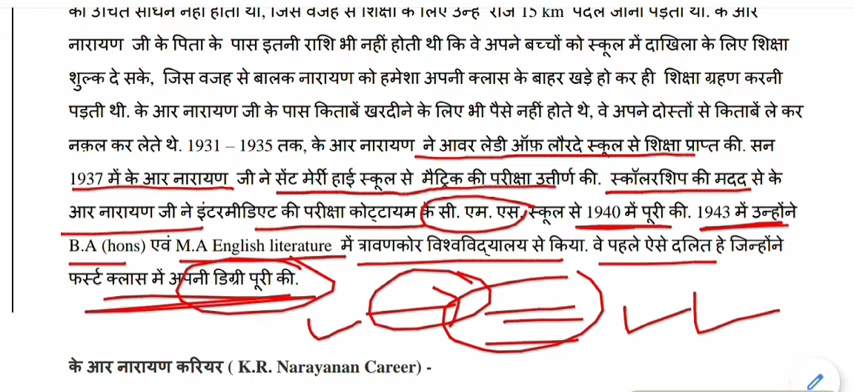 का उचित साधन नहीं होता था, जिस वजह से शिक्षा के लिए उन्हें रोज 15 km पैदल जाना पड़ता था. के आर
नारायण जी के पिता के पास इतनी राशि भी नहीं होती थी कि वे अपने बच्चों को स्कूल में दाखिला के लिए शिक्षा
शुल्क दे सके, जिस वजह से बालक नारायण को हमेशा अपनी क्लास के बाहर खड़े हो कर ही शिक्षा ग्रहण करनी
पड़ती थी. के आर नारायण जी के पास किताबें खरदीने के लिए भी पैसे नहीं होते थे, वे अपने दोस्तों से किताबें ले कर
नक़ल कर लेते थे. 1931 – 1935 तक, के आर नारायण ने आवर लेडी ऑफ़ लौरदे स्कूल से शिक्षा प्राप्त की. सन
1937 में के आर नारायण जी ने सेंट मेरी हाई स्कूल से मैट्रिक की परीक्षा उत्तीर्ण की. स्कॉलरशिप की मदद से के
आर नारायण जी ने इंटरमीडिएट की परीक्षा कोट्टायम के सी. एम. एस. स्कूल से 1940 में पूरी की. 1943 में उन्होंने
B.A (hons) एवं M.A English literature में त्रावणकोर विश्वविद्यालय से किया. वे पहले ऐसे दलित हे जिन्होंने
फर्स्ट क्लास में अपनी डिग्री पूरी की.
के आर नारायण करियर ( K.R. Narayanan Career) -